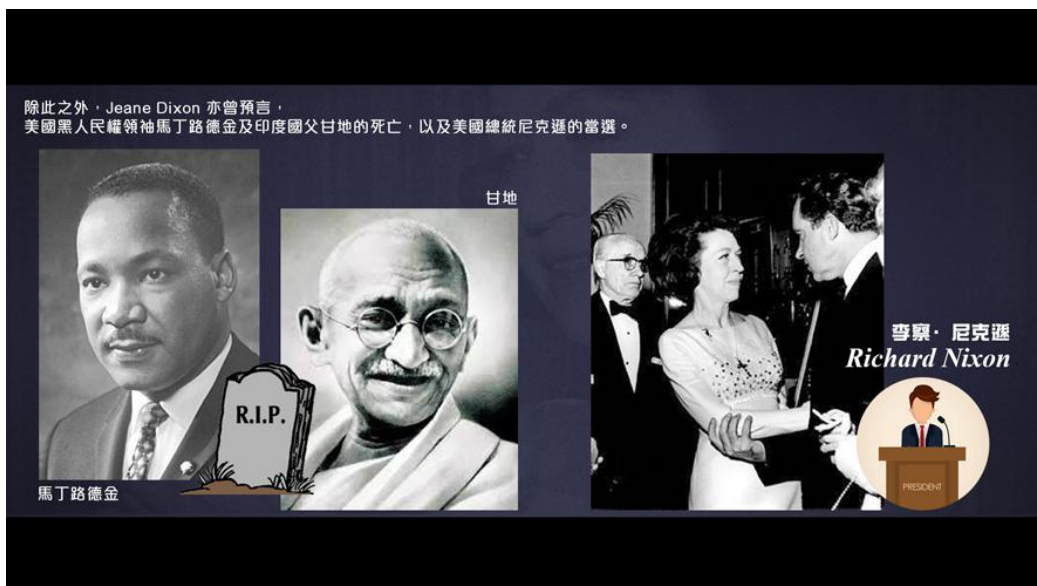 除此之外，Jeane Dixon 亦曾預言，
美國黑人民權領袖馬丁路德金及印度國父甘地的死亡，以及美國總統尼克遜的當選。
甘地
R.I.P.
馬丁路德金
李察· 尼克遜
Richard Nixon
PRESIDENT